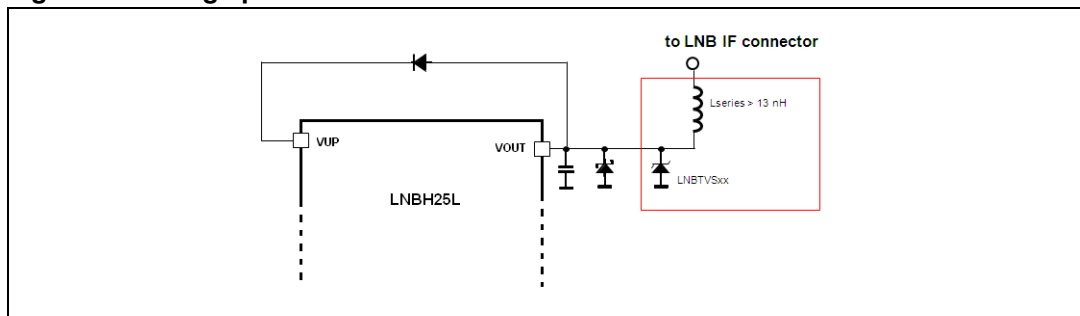 to LNB IF connector
Lseries > 13 nH
VUP
VOUT
LNBTVSxx
LNBH25L